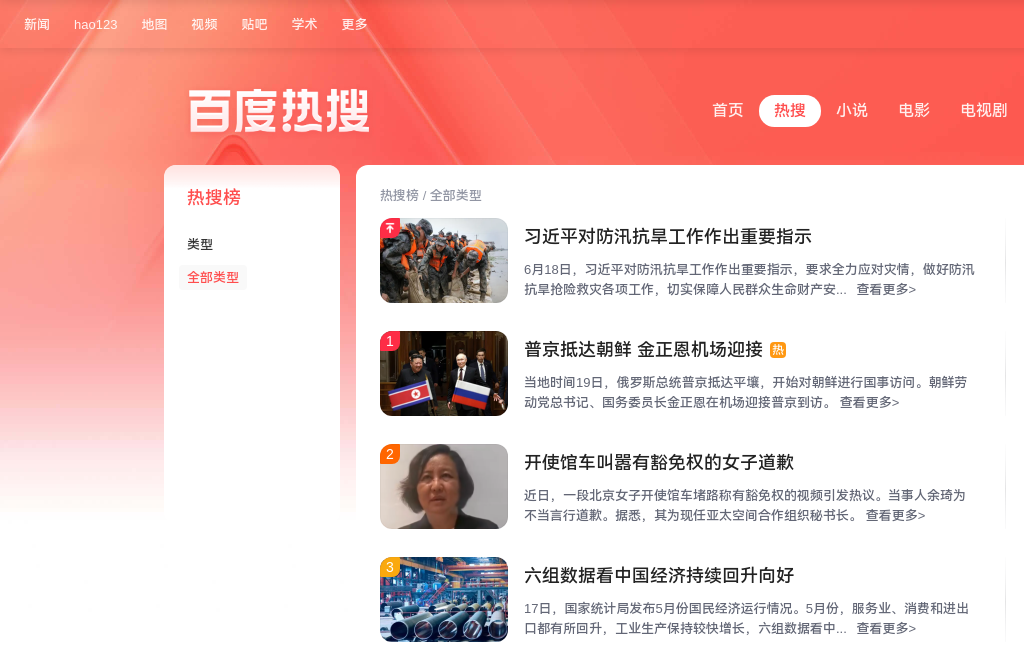 新闻 hao123 地图 视频 贴吧 学术 更多
百度热搜
首页 热搜 小说 电影 电视剧
热搜榜
类型
全部类型
热搜榜 / 全部类型
习近平对防汛抗旱工作作出重要指示
6月18日，习近平对防汛抗旱工作作出重要指示，要求全力应对灾情，做好防汛
抗旱抢险救灾各项工作，切实保障人民群众生命财产安... 查看更多>
1
普京抵达朝鲜 金正恩机场迎接 热
当地时间19日，俄罗斯总统普京抵达平壤，开始对朝鲜进行国事访问。朝鲜劳
动党总书记、国务委员长金正恩在机场迎接普京到访。 查看更多>
2
开使馆车叫嚣有豁免权的女子道歉
近日，一段北京女子开使馆车堵路称有豁免权的视频引发热议。当事人余琦为
不当言行道歉。据悉，其为现任亚太空间合作组织秘书长。 查看更多>
3
六组数据看中国经济持续回升向好
17日，国家统计局发布5月份国民经济运行情况。5月份，服务业、消费和进出
口都有所回升，工业生产保持较快增长，六组数据看中... 查看更多>